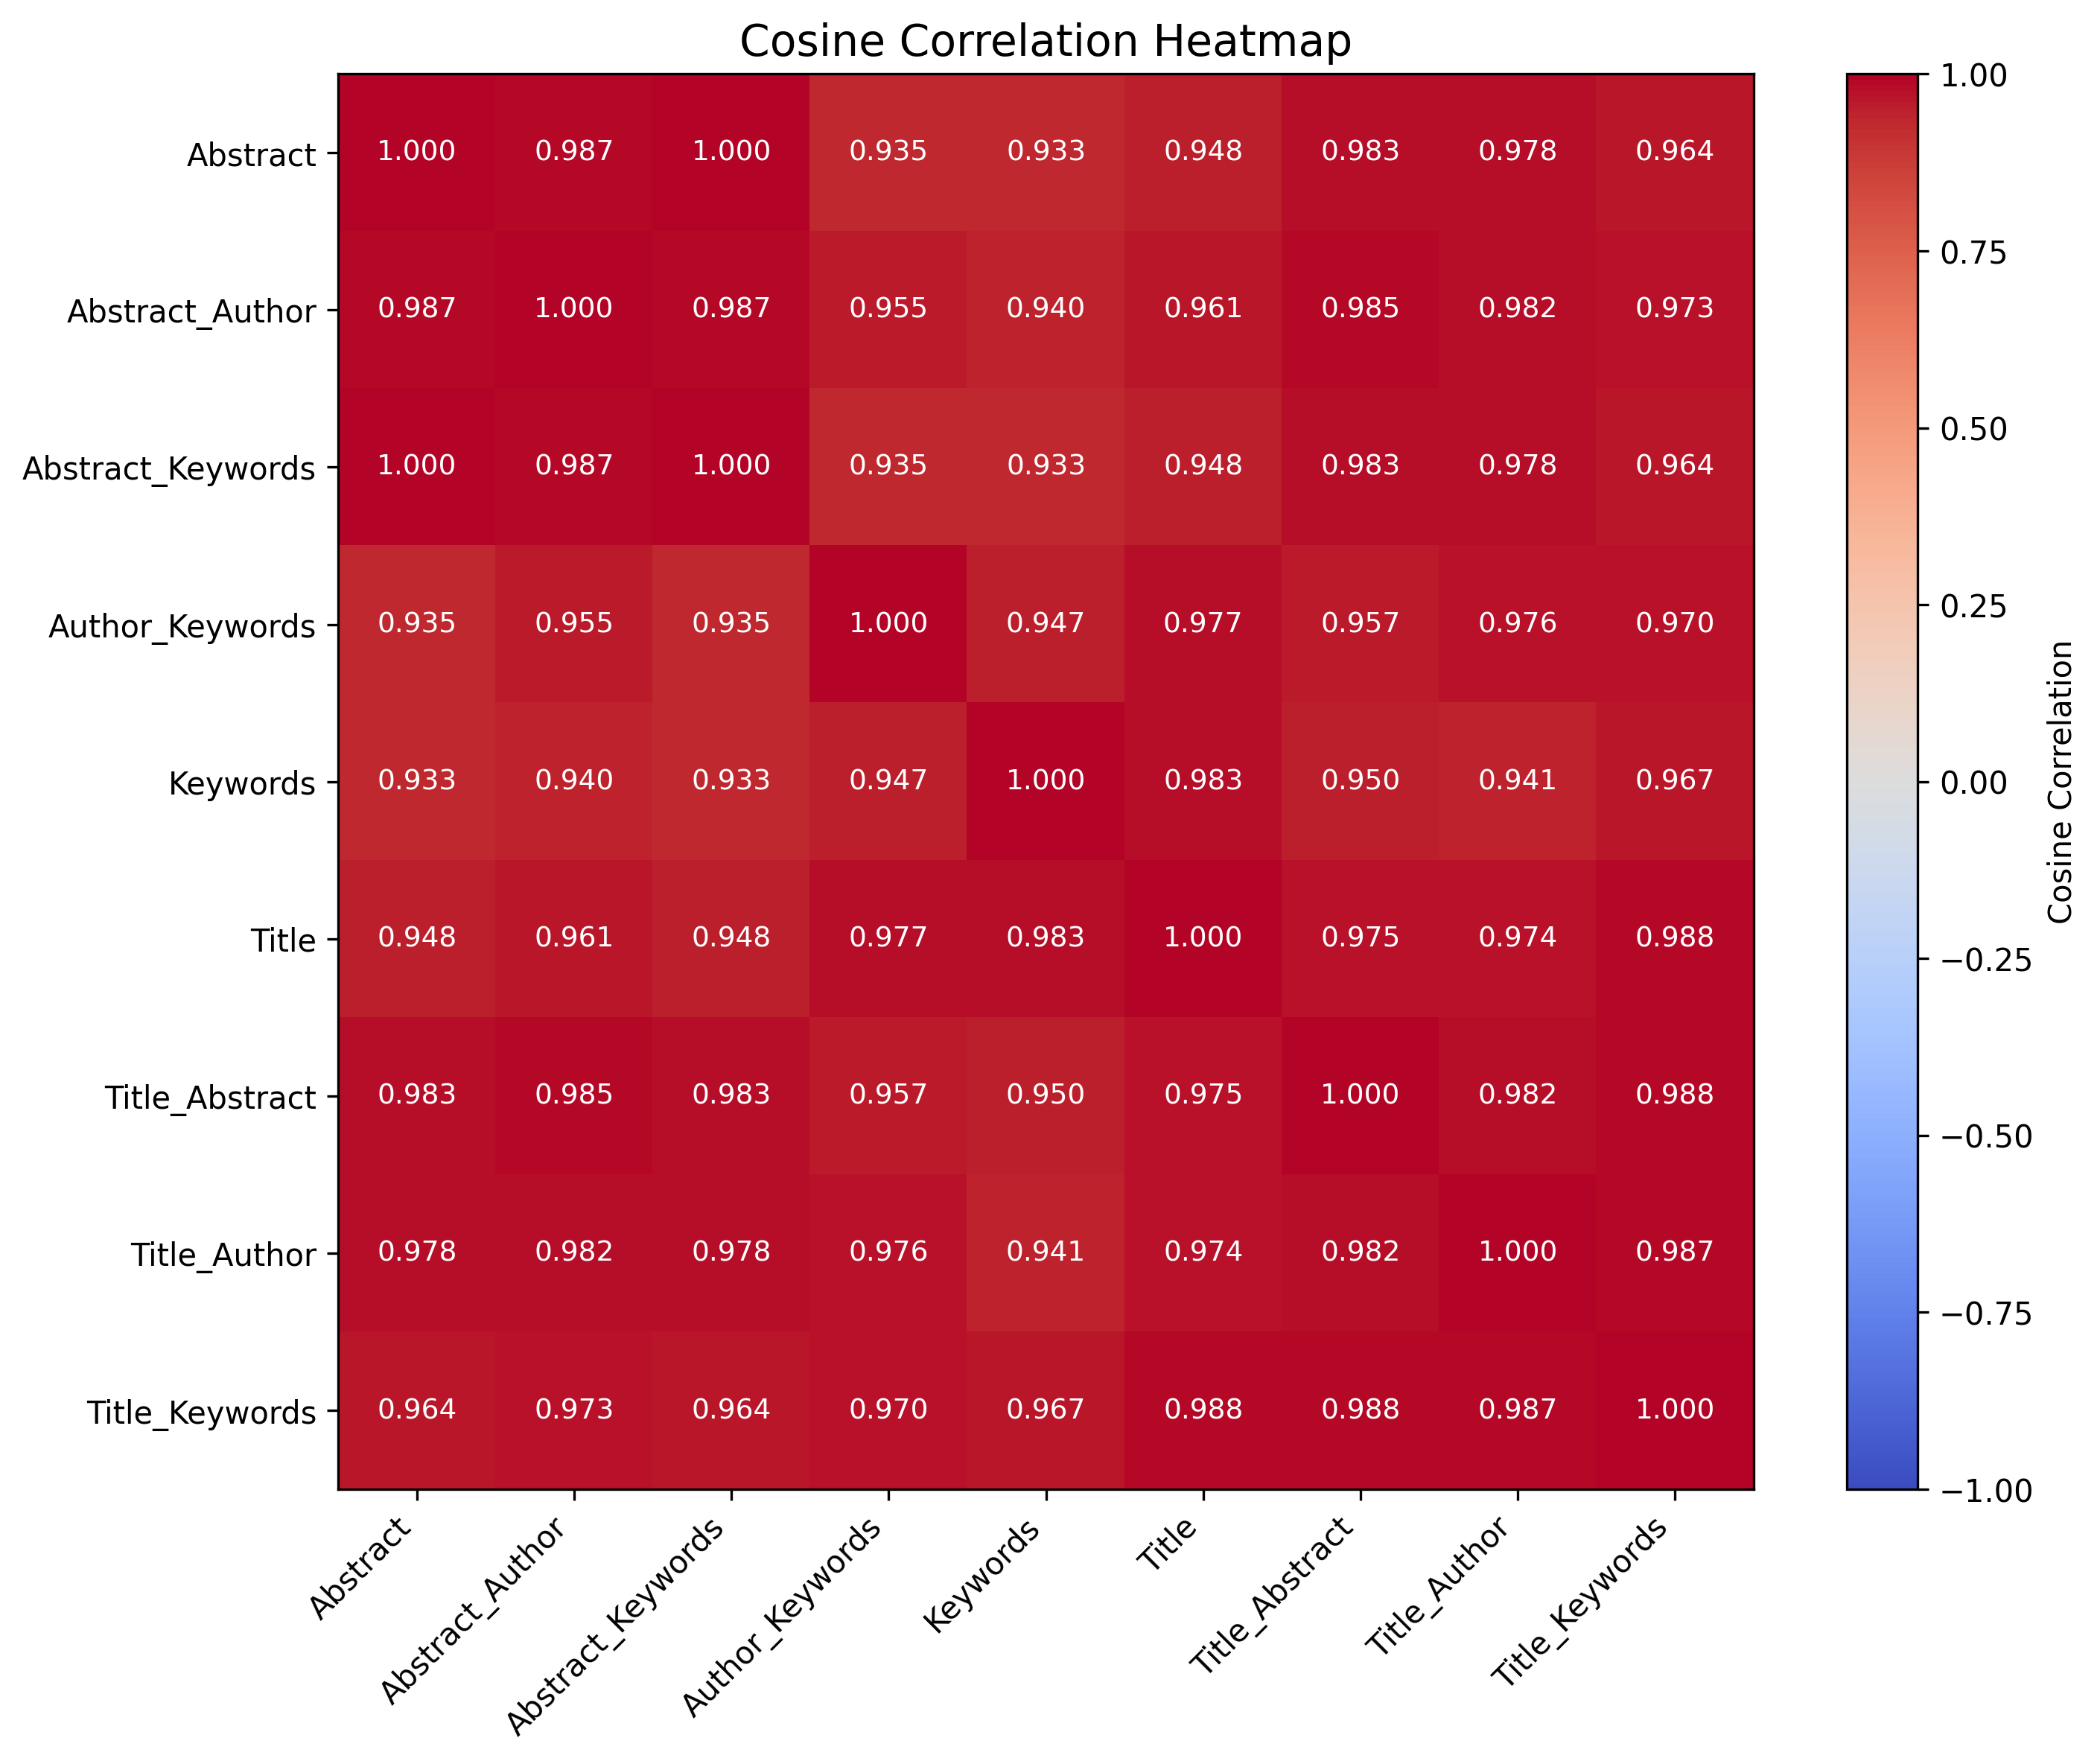 Cosine Correlation Heatmap
Abstract 1.000 0.987 1.000 0.935 0.933 0.948 0.983 0.978 0.964
Abstract_Author 0.987 1.000 0.987 0.955 0.940 0.961 0.985 0.982 0.973
Abstract_Keywords 1.000 0.987 1.000 0.935 0.933 0.948 0.983 0.978 0.964
Author_Keywords 0.935 0.955 0.935 1.000 0.947 0.977 0.957 0.976 0.970
Keywords 0.933 0.940 0.933 0.947 1.000 0.983 0.950 0.941 0.967
Title 0.948 0.961 0.948 0.977 0.983 1.000 0.975 0.974 0.988
Title_Abstract 0.983 0.985 0.983 0.957 0.950 0.975 1.000 0.982 0.988
Title_Author 0.978 0.982 0.978 0.976 0.941 0.974 0.982 1.000 0.987
Title_Keywords 0.964 0.973 0.964 0.970 0.967 0.988 0.988 0.987 1.000
Abstract
Abstract_Author
Abstract_Keywords
Author_Keywords
Keywords
Title
Title_Abstract
Title_Author
Title_Keywords
1.00
0.75
0.50
0.25
0.00
−0.25
−0.50
−0.75
−1.00
Cosine Correlation